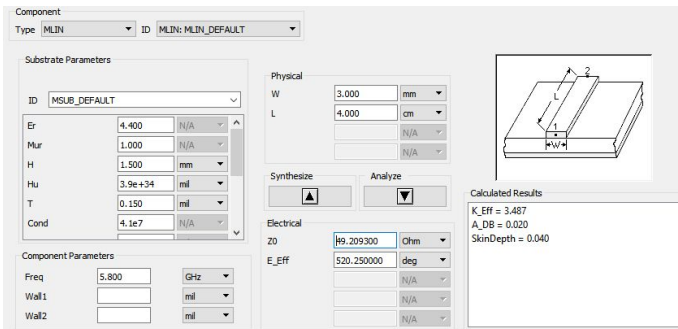 Component
Type MLIN ID MLIN: MLIN_DEFAULT
Substrate Parameters
ID MSUB_DEFAULT
Er 4.400 N/A
Mur 1.000 N/A
H 1.500 mm
Hu 3.9e+34 mil
T 0.150 mil
Cond 4.1e7 N/A
Component Parameters
Freq 5.800 GHz
Wall1 mil
Wall2 mil
Physical
W 3.000 mm
L 4.000 cm
N/A
N/A
Synthesize Analyze
Electrical
Z0 49.209300 Ohm
E_Eff 520.250000 deg
N/A
N/A
N/A
2
L
1
W
Calculated Results
K_Eff = 3.487
A_DB = 0.020
SkinDepth = 0.040